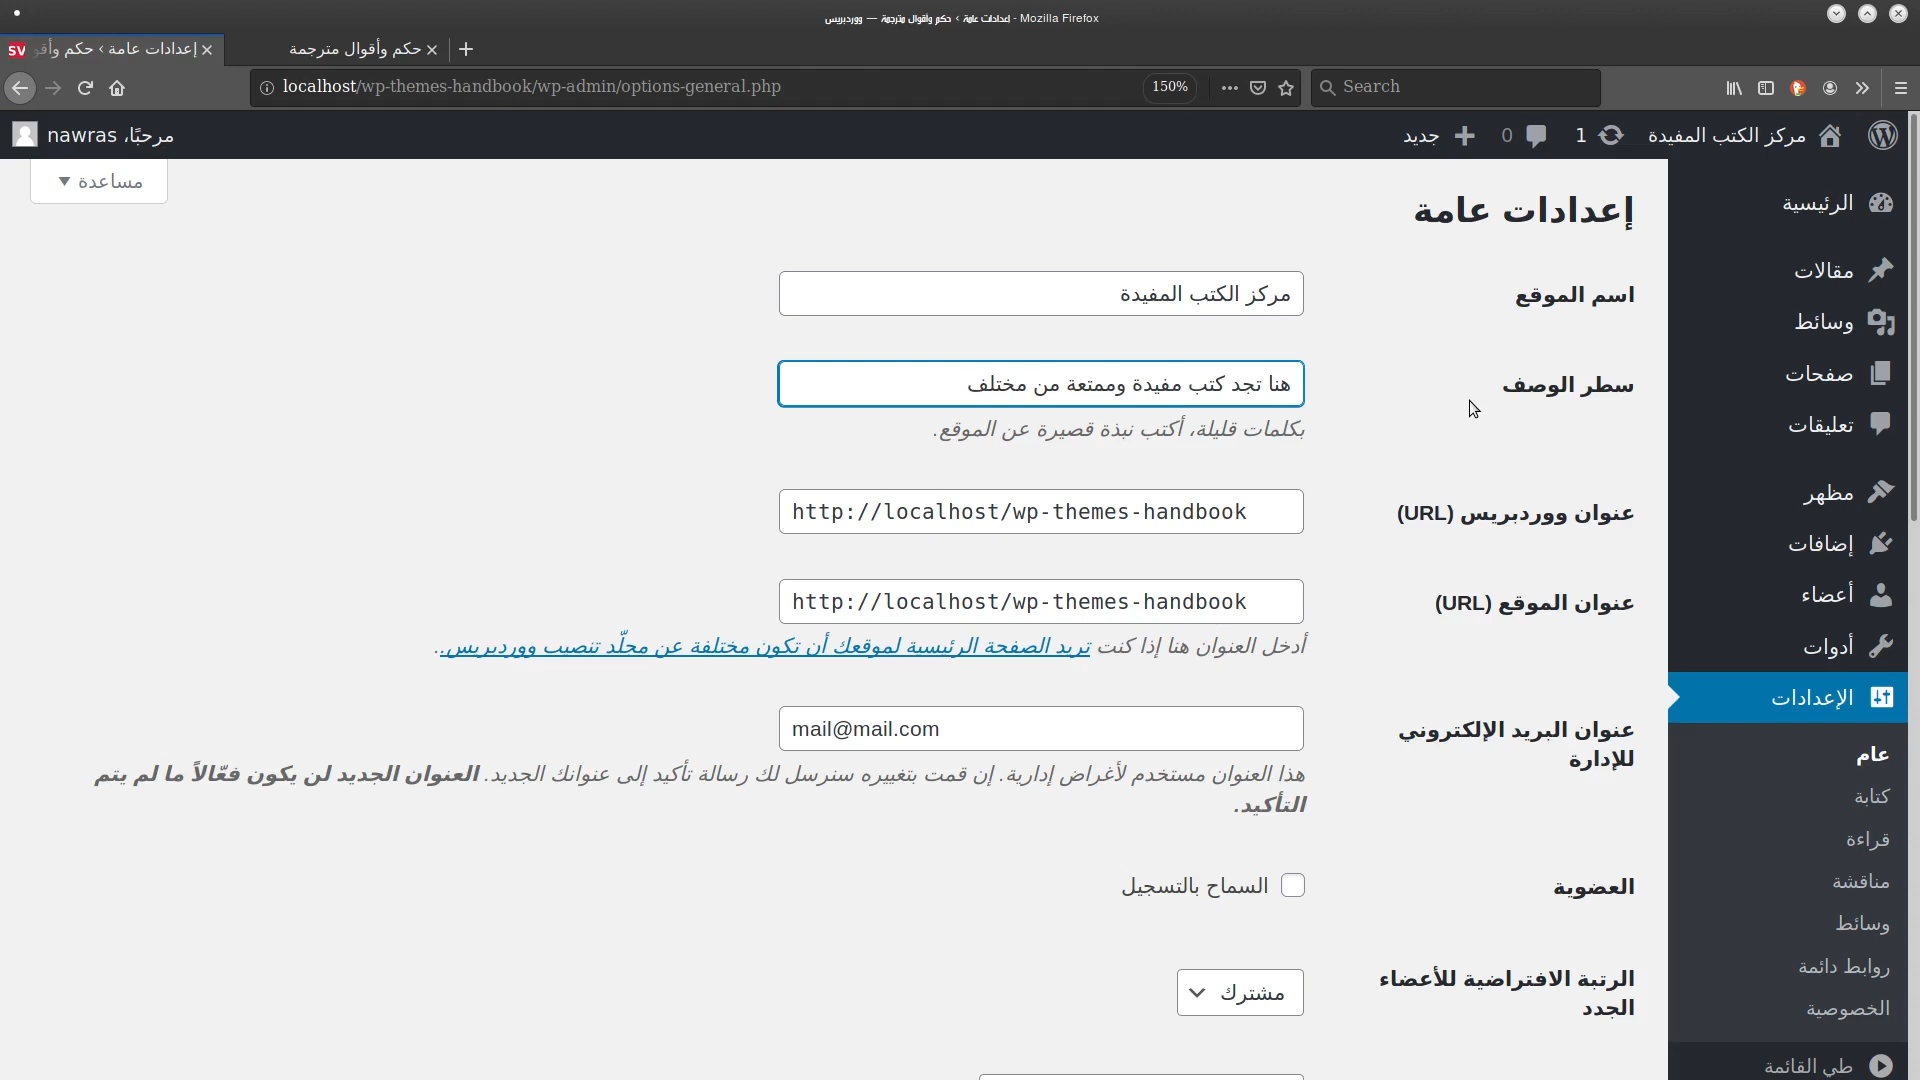 إعدادات عامة ‹ حكم وأقوال مترجمة — ووردبريس - Mozilla Firefox
SV إعدادات عامة ‹ حكم وأقو
حكم وأقوال مترجمة
localhost/wp-themes-handbook/wp-admin/options-general.php
150%
Search
مركز الكتب المفيدة
1
0
جديد
مرحبًا، nawras
مساعدة
الرئيسية
مقالات
وسائط
صفحات
تعليقات
مظهر
إضافات
أعضاء
أدوات
الإعدادات
عام
كتابة
قراءة
مناقشة
وسائط
روابط دائمة
الخصوصية
طي القائمة
إعدادات عامة
اسم الموقع
مركز الكتب المفيدة
سطر الوصف
هنا تجد كتب مفيدة وممتعة من مختلف
بكلمات قليلة، أكتب نبذة قصيرة عن الموقع.
عنوان ووردبريس (URL)
http://localhost/wp-themes-handbook
عنوان الموقع (URL)
http://localhost/wp-themes-handbook
أدخل العنوان هنا إذا كنت تريد الصفحة الرئيسية لموقعك أن تكون مختلفة عن مجلّد تنصيب ووردبريس..
عنوان البريد الإلكتروني
للإدارة
mail@mail.com
هذا العنوان مستخدم لأغراض إدارية. إن قمت بتغييره سنرسل لك رسالة تأكيد إلى عنوانك الجديد. العنوان الجديد لن يكون فعّالاً ما لم يتم
التأكيد.
العضوية
السماح بالتسجيل
الرتبة الافتراضية للأعضاء
الجدد
مشترك